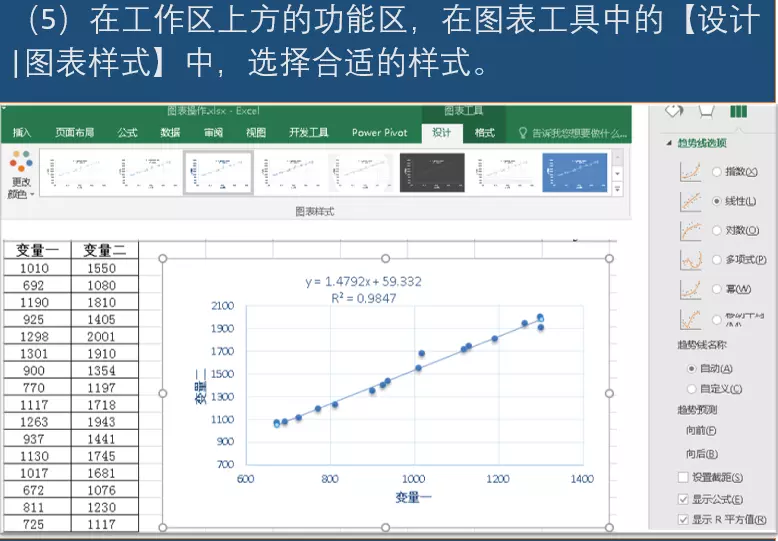 （5）在工作区上方的功能区，在图表工具中的【设计
|图表样式】中，选择合适的样式。
图表操作.xlsx - Excel 图表工具
插入 页面布局 公式 数据 审阅 视图 开发工具 Power Pivot 设计 格式 告诉我您想要做什么...
更改
颜色
图表样式
变量一 变量二
1010 1550
692 1080
1190 1810
925 1405
1298 2001
1301 1910
900 1354
770 1197
1117 1718
1263 1943
937 1441
1130 1745
1017 1681
672 1076
811 1230
725 1117
y = 1.4792x + 59.332
R² = 0.9847
2100
1900
1700
1500
1300
1100
900
700
变量二
600 800 1000 1200 1400
变量一
趋势线选项
指数(X)
线性(L)
对数(O)
多项式(P)
幂(W)
趋势线名称
自动(A)
自定义(C)
趋势预测
向前(F)
向后(B)
设置截距(S)
显示公式(E)
显示 R 平方值(R)